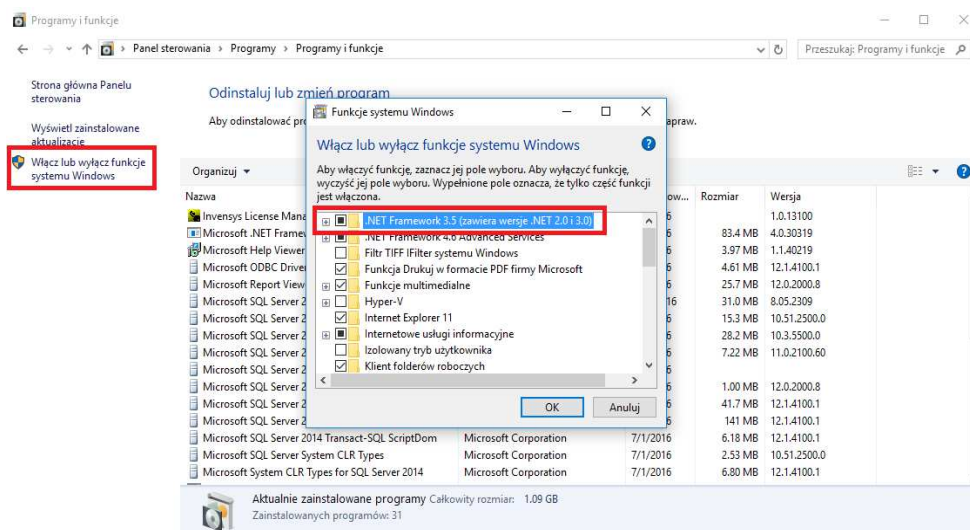 Programy i funkcje
Panel sterowania > Programy > Programy i funkcje
Przeszukaj: Programy i funkcje
Strona główna Panelu
sterowania
Wyświetl zainstalowane
aktualizacje
Włącz lub wyłącz funkcje
systemu Windows
Odinstaluj lub zmień program
Aby odinstalować
apraw.
Organizuj
Funkcje systemu Windows
Włącz lub wyłącz funkcje systemu Windows
Aby włączyć funkcję, zaznacz jej pole wyboru. Aby wyłączyć funkcję,
wyczyść jej pole wyboru. Wypełnione pole oznacza, że tylko część funkcji
jest włączona.
.NET Framework 3.5 (zawiera wersje .NET 2.0 i 3.0)
.NET Framework 4.6 Advanced Services
Filtr TIFF IFilter systemu Windows
Funkcja Drukuj w formacie PDF firmy Microsoft
Funkcje multimedialne
Hyper-V
Internet Explorer 11
Internetowe usługi informacyjne
Izolowany tryb użytkownika
Klient folderów roboczych
OK Anuluj
Nazwa Rozmiar Wersja
Invensys License Mana 1.0.13100
Microsoft .NET Framew 83.4 MB 4.0.30319
Microsoft Help Viewer 3.97 MB 1.1.40219
Microsoft ODBC Driver 4.61 MB 12.1.4100.1
Microsoft Report View 25.7 MB 12.0.2000.8
Microsoft SQL Server 2 16 31.0 MB 8.05.2309
Microsoft SQL Server 2 15.3 MB 10.51.2500.0
Microsoft SQL Server 2 28.2 MB 10.3.5500.0
Microsoft SQL Server 2 7.22 MB 11.0.2100.60
Microsoft SQL Server 2
Microsoft SQL Server 2 1.00 MB 12.0.2000.8
Microsoft SQL Server 2 41.7 MB 12.1.4100.1
Microsoft SQL Server 2 141 MB 12.1.4100.1
Microsoft SQL Server 2014 Transact-SQL ScriptDom Microsoft Corporation 7/1/2016 6.18 MB 12.1.4100.1
Microsoft SQL Server System CLR Types Microsoft Corporation 7/1/2016 2.53 MB 10.51.2500.0
Microsoft System CLR Types for SQL Server 2014 Microsoft Corporation 7/1/2016 6.80 MB 12.1.4100.1
Aktualnie zainstalowane programy Całkowity rozmiar: 1.09 GB
Zainstalowanych programów: 31